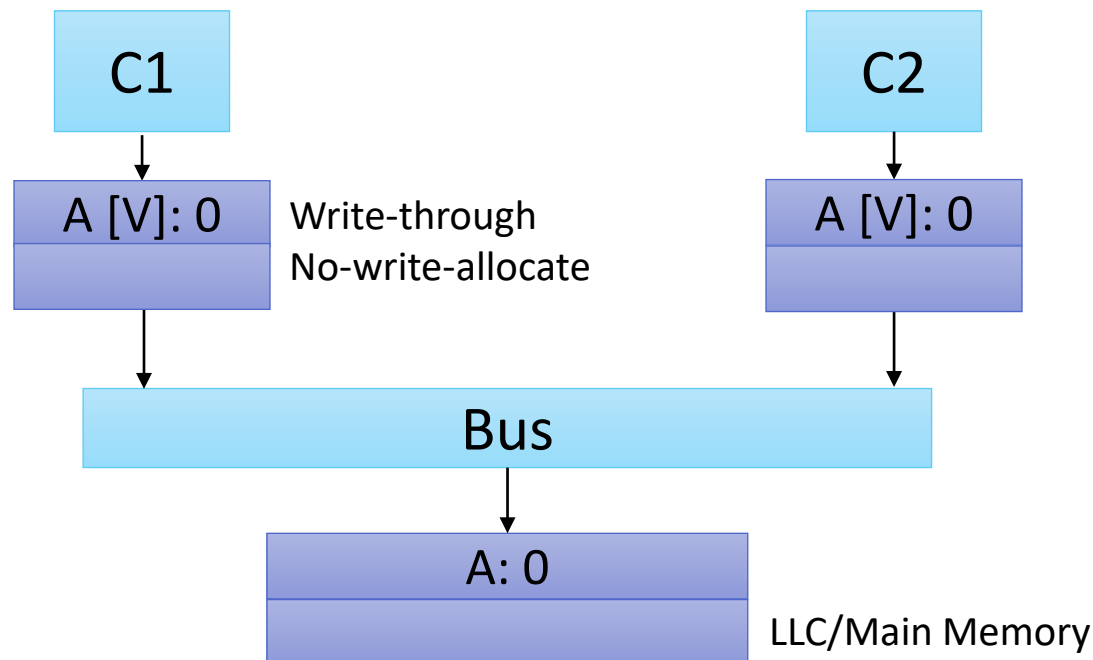 C1
C2
A [V]: 0
Write-through
No-write-allocate
A [V]: 0
Bus
A: 0
LLC/Main Memory